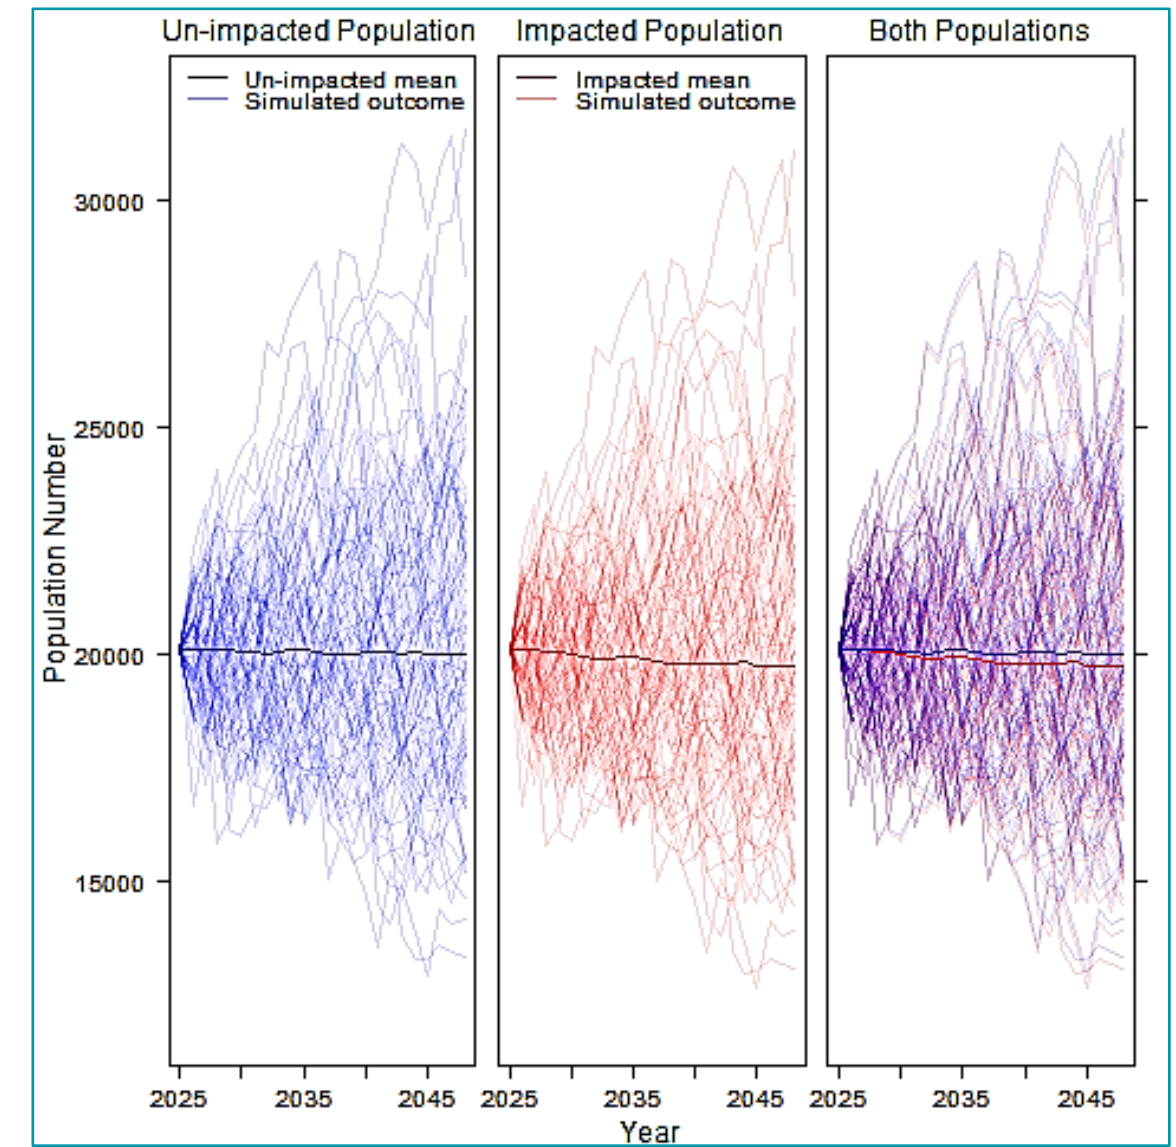 Un-impacted Population
Impacted Population
Both Populations
Un-impacted mean
Simulated outcome
Impacted mean
Simulated outcome
Population Number
30000
25000
20000
15000
2025 2035 2045
2025 2035 2045
2025 2035 2045
Year